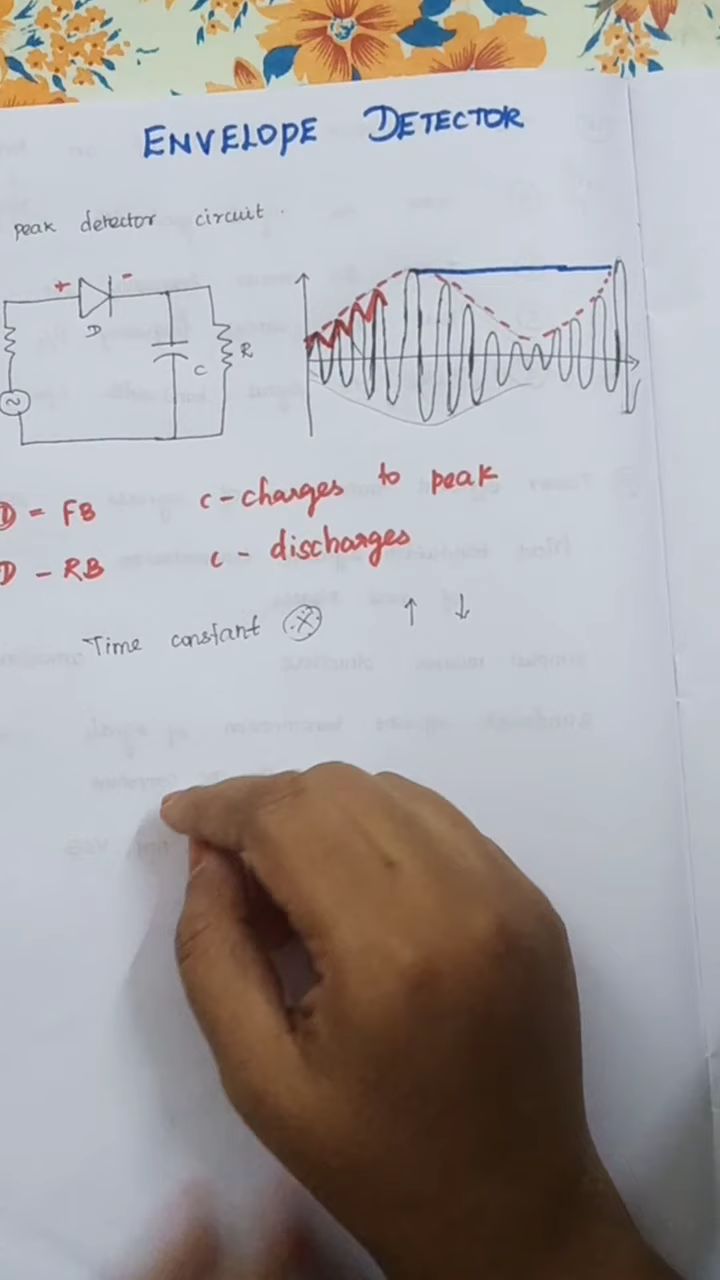 ENVELOPE DETECTOR
peak detector circuit.
+ -
D
C
R
D = FB C - charges to peak
D - RB C - discharges
Time constant ↑ ↓